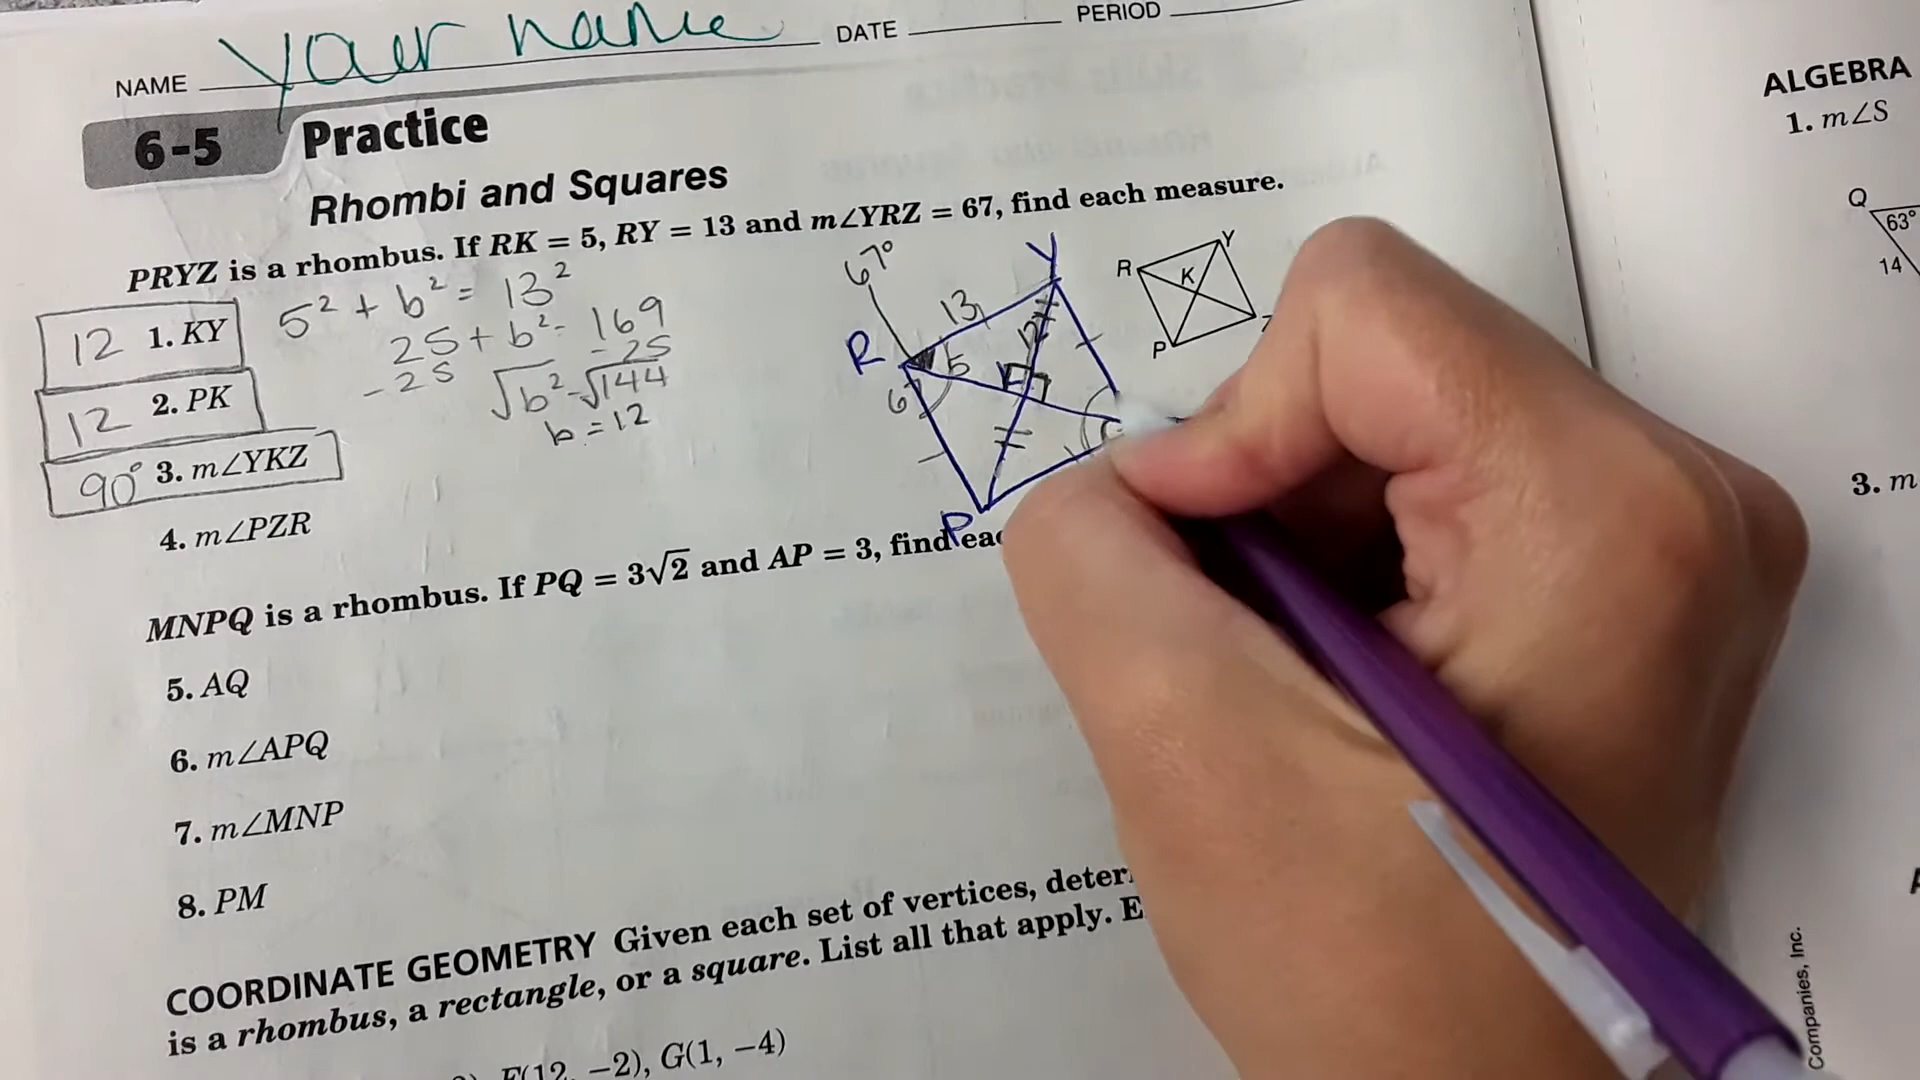 NAME your name DATE PERIOD
6-5 Practice
Rhombi and Squares
PRYZ is a rhombus. If RK = 5, RY = 13 and m∠YRZ = 67, find each measure.
12 1. KY
12 2. PK
90° 3. m∠YKZ
4. m∠PZR
5² + b² = 13²
25 + b² = 169
-25 -25
√b² = √144
b = 12
67°
Y
13
R
5
12
K
6
P
R
Y
K
P
MNPQ is a rhombus. If PQ = 3√2 and AP = 3, find
5. AQ
6. m∠APQ
7. m∠MNP
8. PM
COORDINATE GEOMETRY Given each set of vertices,
is a rhombus, a rectangle, or a square. List all that apply.
−2), G(1, −4)
ALGEBRA
1. m∠S
Q
63°
14
3. m
Companies, Inc.